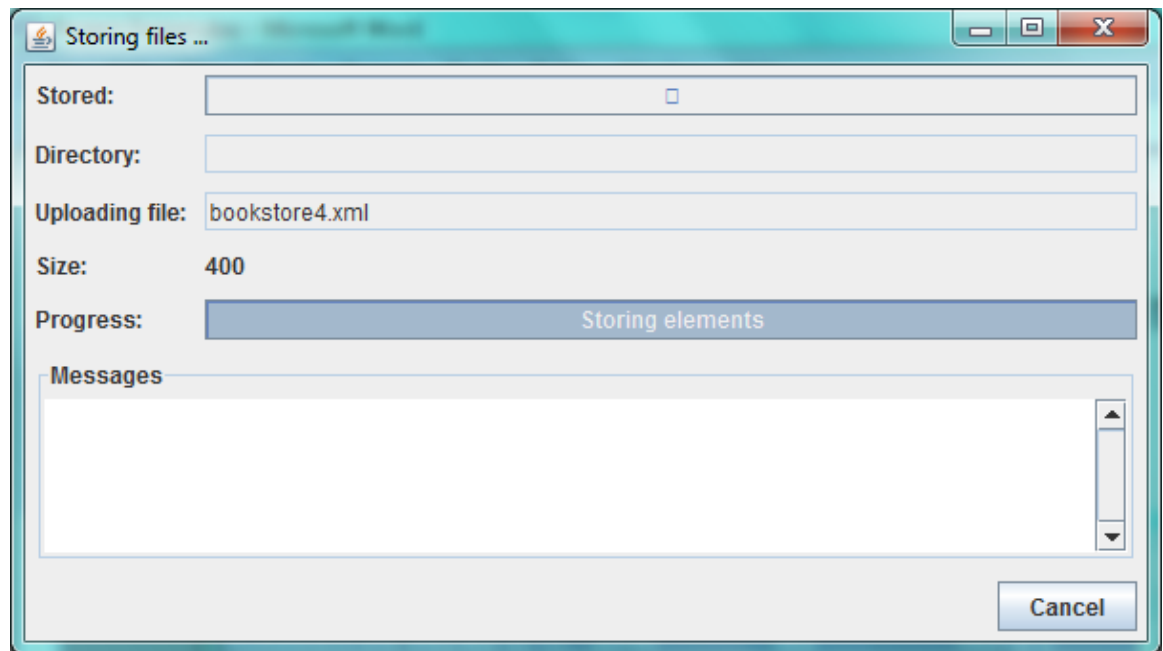 Storing files ...
Stored:
Directory:
Uploading file: bookstore4.xml
Size: 400
Progress: Storing elements
Messages
Cancel